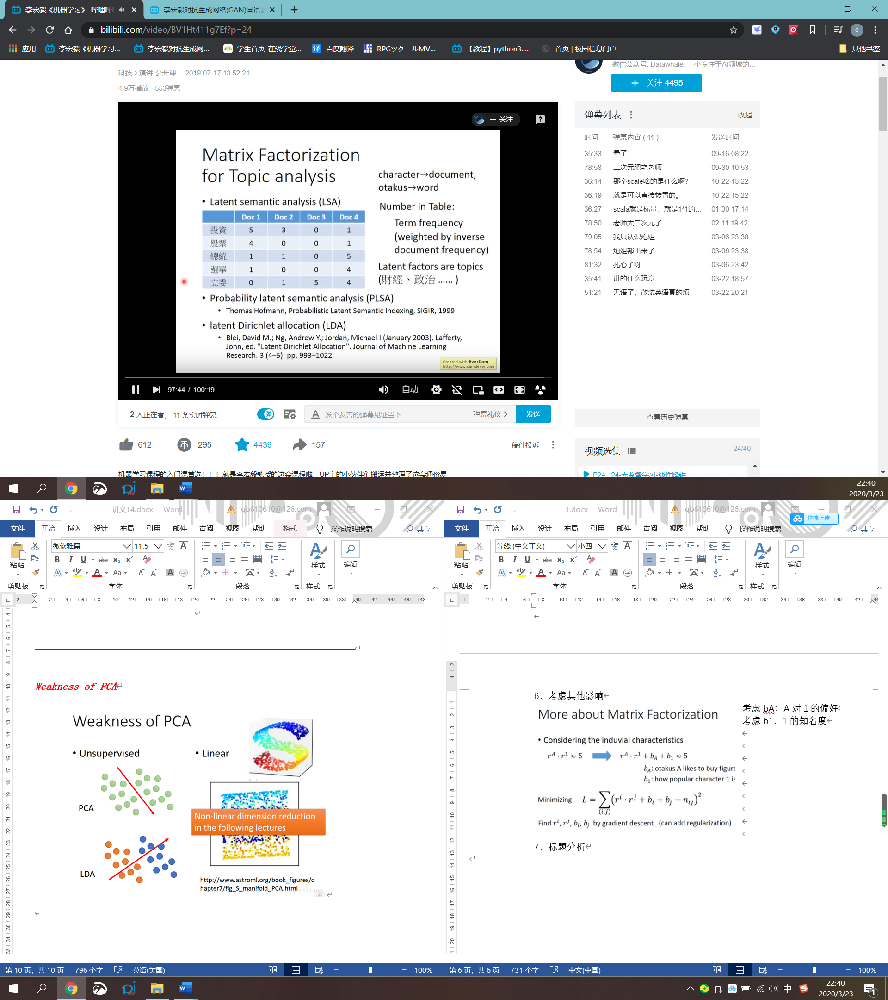 李宏毅《机器学习》_哔哩哔
李宏毅对抗生成网络(GAN)国语
bilibili.com/video/BV1Ht411g7Ef?p=24
应用 李宏毅《机器学习... 李宏毅对抗生成网... 学生首页_在线学堂... 百度翻译 RPGツクールMV... 【教程】python3.... 首页 | 校园信息门户 其他书签
微信公众号: Datawhale. 一个专注于AI领域的...
科技 > 演讲·公开课 2019-07-17 13:52:21
+ 关注 4495
4.9万播放 · 553弹幕
弹幕列表 收起
+ 关注
时间 弹幕内容 ( 11 ) 发送时间
35:33 晕了 09-16 08:22
78:58 二次元肥宅老师 09-30 10:53
36:14 那个scale啥的是什么啊? 10-22 15:22
36:19 就是可以直接转置的。 10-22 15:22
36:27 scala就是标量，就是1*1的... 01-30 17:14
78:50 老师太二次元了 02-11 19:42
79:05 我只认识炮姐 03-06 23:38
78:54 炮姐都出来了... 03-06 23:38
81:32 扎心了呀 03-06 23:42
35:41 讲的什么玩意 03-22 18:57
51:21 无语了，散装英语真的烦 03-22 20:21
Matrix Factorization
for Topic analysis
character→document,
otakus→word
• Latent semantic analysis (LSA)
Doc 1 Doc 2 Doc 3 Doc 4
投資 5 3 0 1
股票 4 0 0 1
總統 1 1 0 5
選舉 1 0 0 4
立委 0 1 5 4
Number in Table:
Term frequency
(weighted by inverse
document frequency)
Latent factors are topics
(財經、政治 …… )
• Probability latent semantic analysis (PLSA)
• Thomas Hofmann, Probabilistic Latent Semantic Indexing, SIGIR, 1999
• latent Dirichlet allocation (LDA)
• Blei, David M.; Ng, Andrew Y.; Jordan, Michael I (January 2003). Lafferty,
John, ed. "Latent Dirichlet Allocation". Journal of Machine Learning
Research. 3 (4–5): pp. 993–1022.
Created with EverCam.
http://www.camdemy.com
97:44 / 100:19 自动
2 人正在看， 11 条实时弹幕 弹 发个友善的弹幕见证当下 弹幕礼仪 > 发送
查看历史弹幕
612 295 4439 157 稿件投诉
视频选集 24/40
机器学习课程的入门课首选！！！就是李宏毅教授的这套课程啦，UP主的小伙伴们搬运并整理了这套通俗易
P24 24-无监督学习-线性降维
22:40
2020/3/23
讲义14.docx - Word gb610610@126.com
文件 开始 插入 设计 布局 引用 邮件 审阅 视图 帮助 格式 操作说明搜索 共享
微软雅黑 11.5
粘贴 样式 编辑
剪贴板 字体 段落 样式
Weakness of PCA
Weakness of PCA
• Unsupervised • Linear
PCA
Non-linear dimension reduction
in the following lectures
LDA
http://www.astroml.org/book_figures/c
hapter7/fig_S_manifold_PCA.html
第 10 页，共 10 页 796 个字 英语(美国) 100%
1.docx - Word gb610610@126.com
拖拽上传
文件 开始 插入 设计 布局 引用 邮件 审阅 视图 帮助 操作说明搜索 共享
等线 (中文正文) 小四
粘贴 样式 编辑
剪贴板 字体 段落 样式
6、考虑其他影响
More about Matrix Factorization
考虑 bA：A 对 1 的偏好
考虑 b1：1 的知名度
• Considering the induvial characteristics
r^A · r^1 ≈ 5 r^A · r^1 + b_A + b_1 ≈ 5
b_A: otakus A likes to buy figure
b_1: how popular character 1 is
Minimizing L = ∑_(i,j) (r^i · r^j + b_i + b_j − n_ij)^2
Find r^i, r^j, b_i, b_j by gradient descent (can add regularization)
7、标题分析
第 6 页，共 6 页 731 个字 中文(中国) 100%
中
22:40
2020/3/23
1